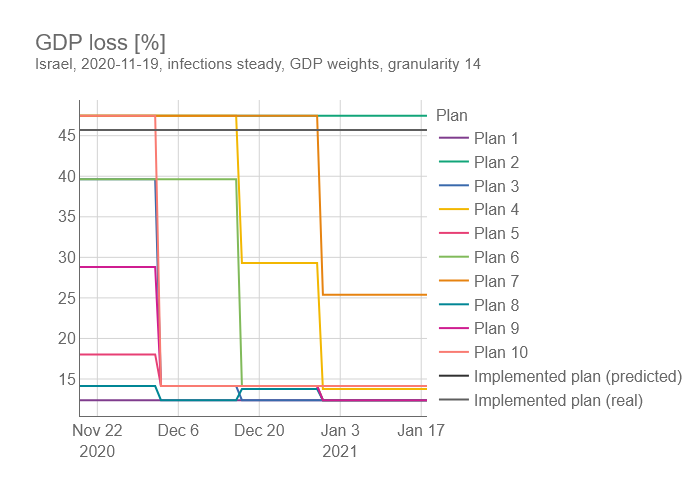 GDP loss [%]
Israel, 2020-11-19, infections steady, GDP weights, granularity 14
Plan
Plan 1
Plan 2
Plan 3
Plan 4
Plan 5
Plan 6
Plan 7
Plan 8
Plan 9
Plan 10
Implemented plan (predicted)
Implemented plan (real)
45
40
35
30
25
20
15
Nov 22 Dec 6 Dec 20 Jan 3 Jan 17
2020 2021